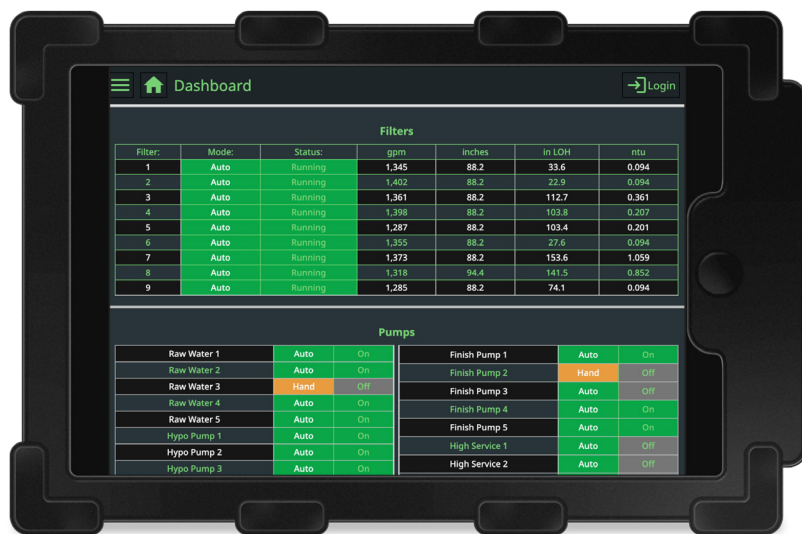 Dashboard
Login
Filters
Filter: Mode: Status: gpm inches in LOH ntu
1 Auto Running 1,345 88.2 33.6 0.094
2 Auto Running 1,402 88.2 22.9 0.094
3 Auto Running 1,361 88.2 112.7 0.361
4 Auto Running 1,398 88.2 103.8 0.207
5 Auto Running 1,287 88.2 103.4 0.201
6 Auto Running 1,355 88.2 27.6 0.094
7 Auto Running 1,373 88.2 153.6 1.059
8 Auto Running 1,318 94.4 141.5 0.852
9 Auto Running 1,285 88.2 74.1 0.094
Pumps
Raw Water 1 Auto On
Raw Water 2 Auto On
Raw Water 3 Hand Off
Raw Water 4 Auto On
Raw Water 5 Auto On
Hypo Pump 1 Auto On
Hypo Pump 2 Auto On
Hypo Pump 3 Auto On
Finish Pump 1 Auto On
Finish Pump 2 Hand Off
Finish Pump 3 Auto Off
Finish Pump 4 Auto On
Finish Pump 5 Auto On
High Service 1 Auto Off
High Service 2 Auto Off